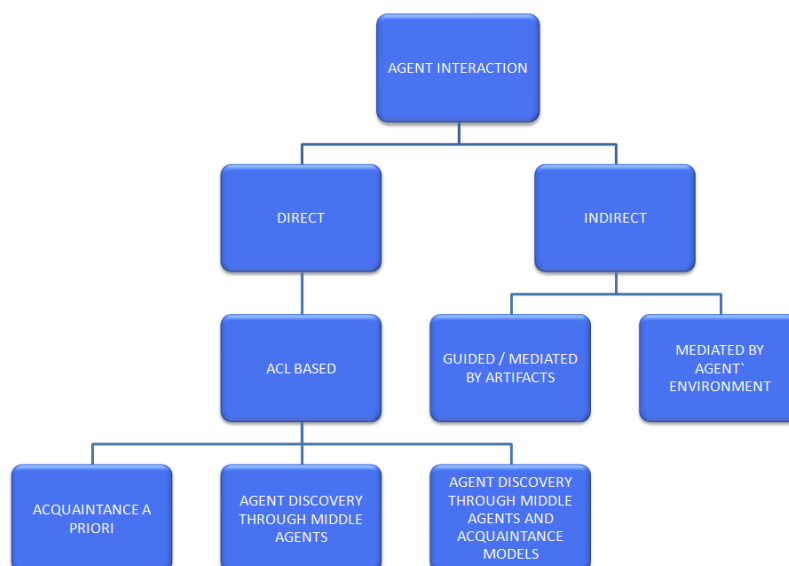 AGENT INTERACTION
DIRECT
INDIRECT
ACL BASED
GUIDED / MEDIATED
BY ARTIFACTS
MEDIATED BY
AGENT`
ENVIRONMENT
ACQUAINTANCE A
PRIORI
AGENT DISCOVERY
THROUGH MIDDLE
AGENTS
AGENT DISCOVERY
THROUGH MIDDLE
AGENTS AND
ACQUAINTANCE
MODELS